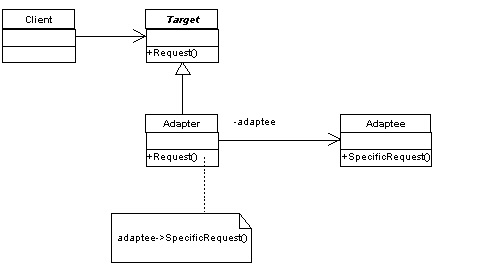 Client
Target
+Request()
Adapter
-adaptee
Adaptee
+Request()
+SpecificRequest()
adaptee->SpecificRequest()